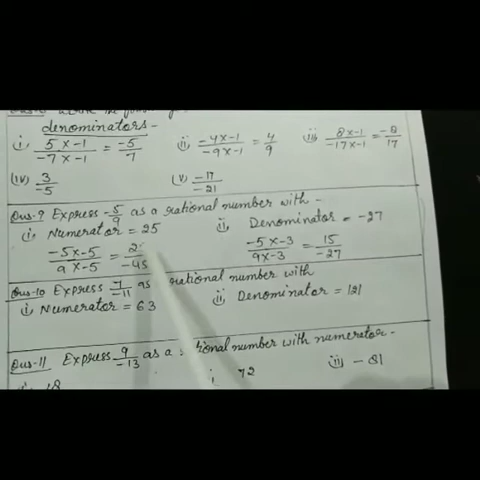 denominators-
i, 5 x -1 / -7 x -1 = -5 / 7 ii, -4 x -1 / -9 x -1 = 4 / 9 iii, 8 x -1 / -17 x -1 = -8 / 17
(iv) 3 / -5 (v) -17 / -21
Qus-9 Express -5/9 as a rational number with -
i, Numerator = 25 ii, Denominator = -27
-5 x -5 / 9 x -5 = 2 / -45 -5 x -3 / 9 x -3 = 15 / -27
Qus-10 Express 7/-11 as rational number with
i, Numerator = 63 ii, Denominator = 121
Qus-11 Express 9/-13 as a rational number with numerator-
i, 18 72 iii, -81